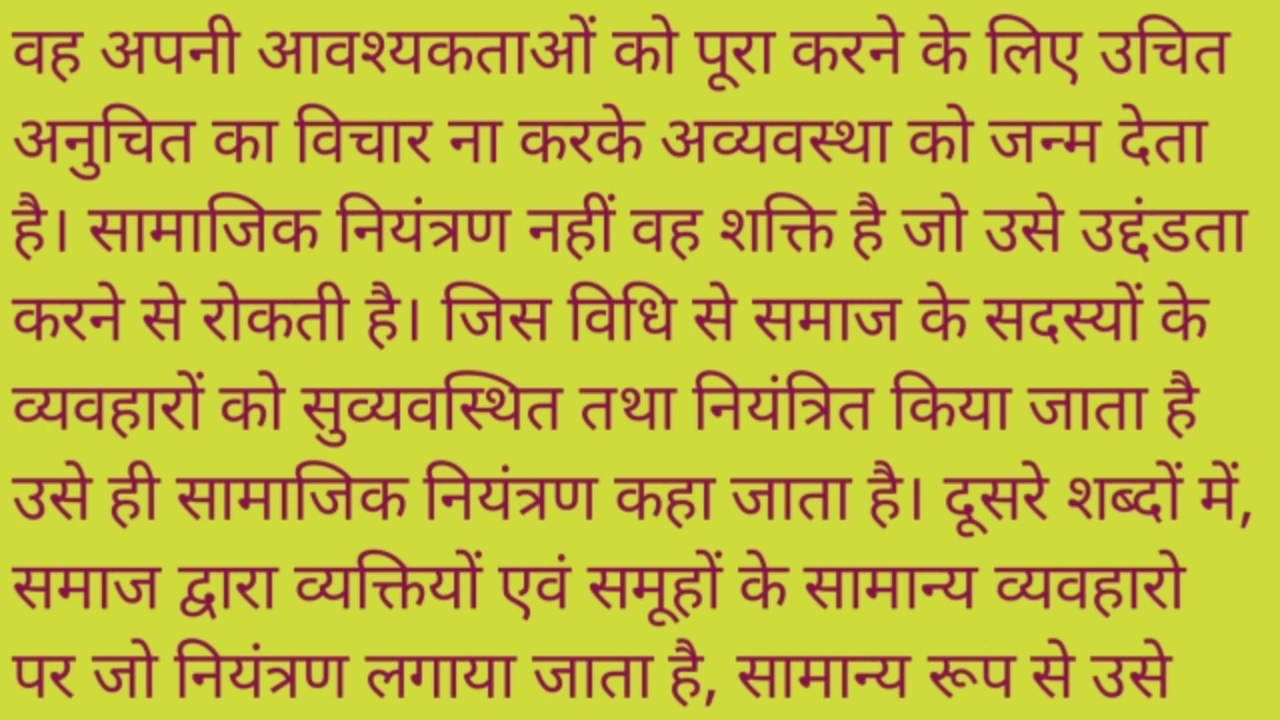 वह अपनी आवश्यकताओं को पूरा करने के लिए उचित
अनुचित का विचार ना करके अव्यवस्था को जन्म देता
है। सामाजिक नियंत्रण नहीं वह शक्ति है जो उसे उद्दंडता
करने से रोकती है। जिस विधि से समाज के सदस्यों के
व्यवहारों को सुव्यवस्थित तथा नियंत्रित किया जाता है
उसे ही सामाजिक नियंत्रण कहा जाता है। दूसरे शब्दों में,
समाज द्वारा व्यक्तियों एवं समूहों के सामान्य व्यवहारो
पर जो नियंत्रण लगाया जाता है, सामान्य रूप से उसे